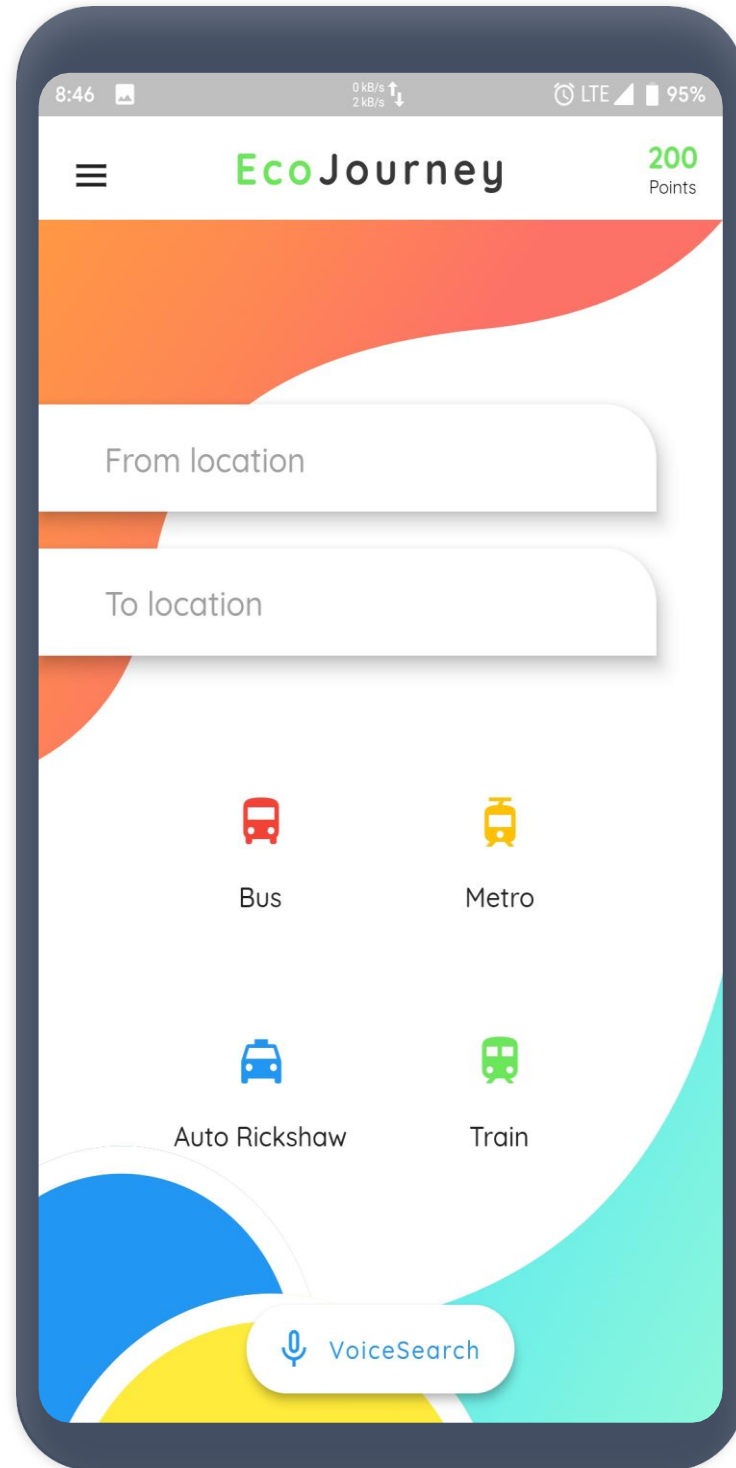 8:46 0 kB/s LTE 95%
2 kB/s
EcoJourney 200
Points
From location
To location
Bus Metro
Auto Rickshaw Train
VoiceSearch